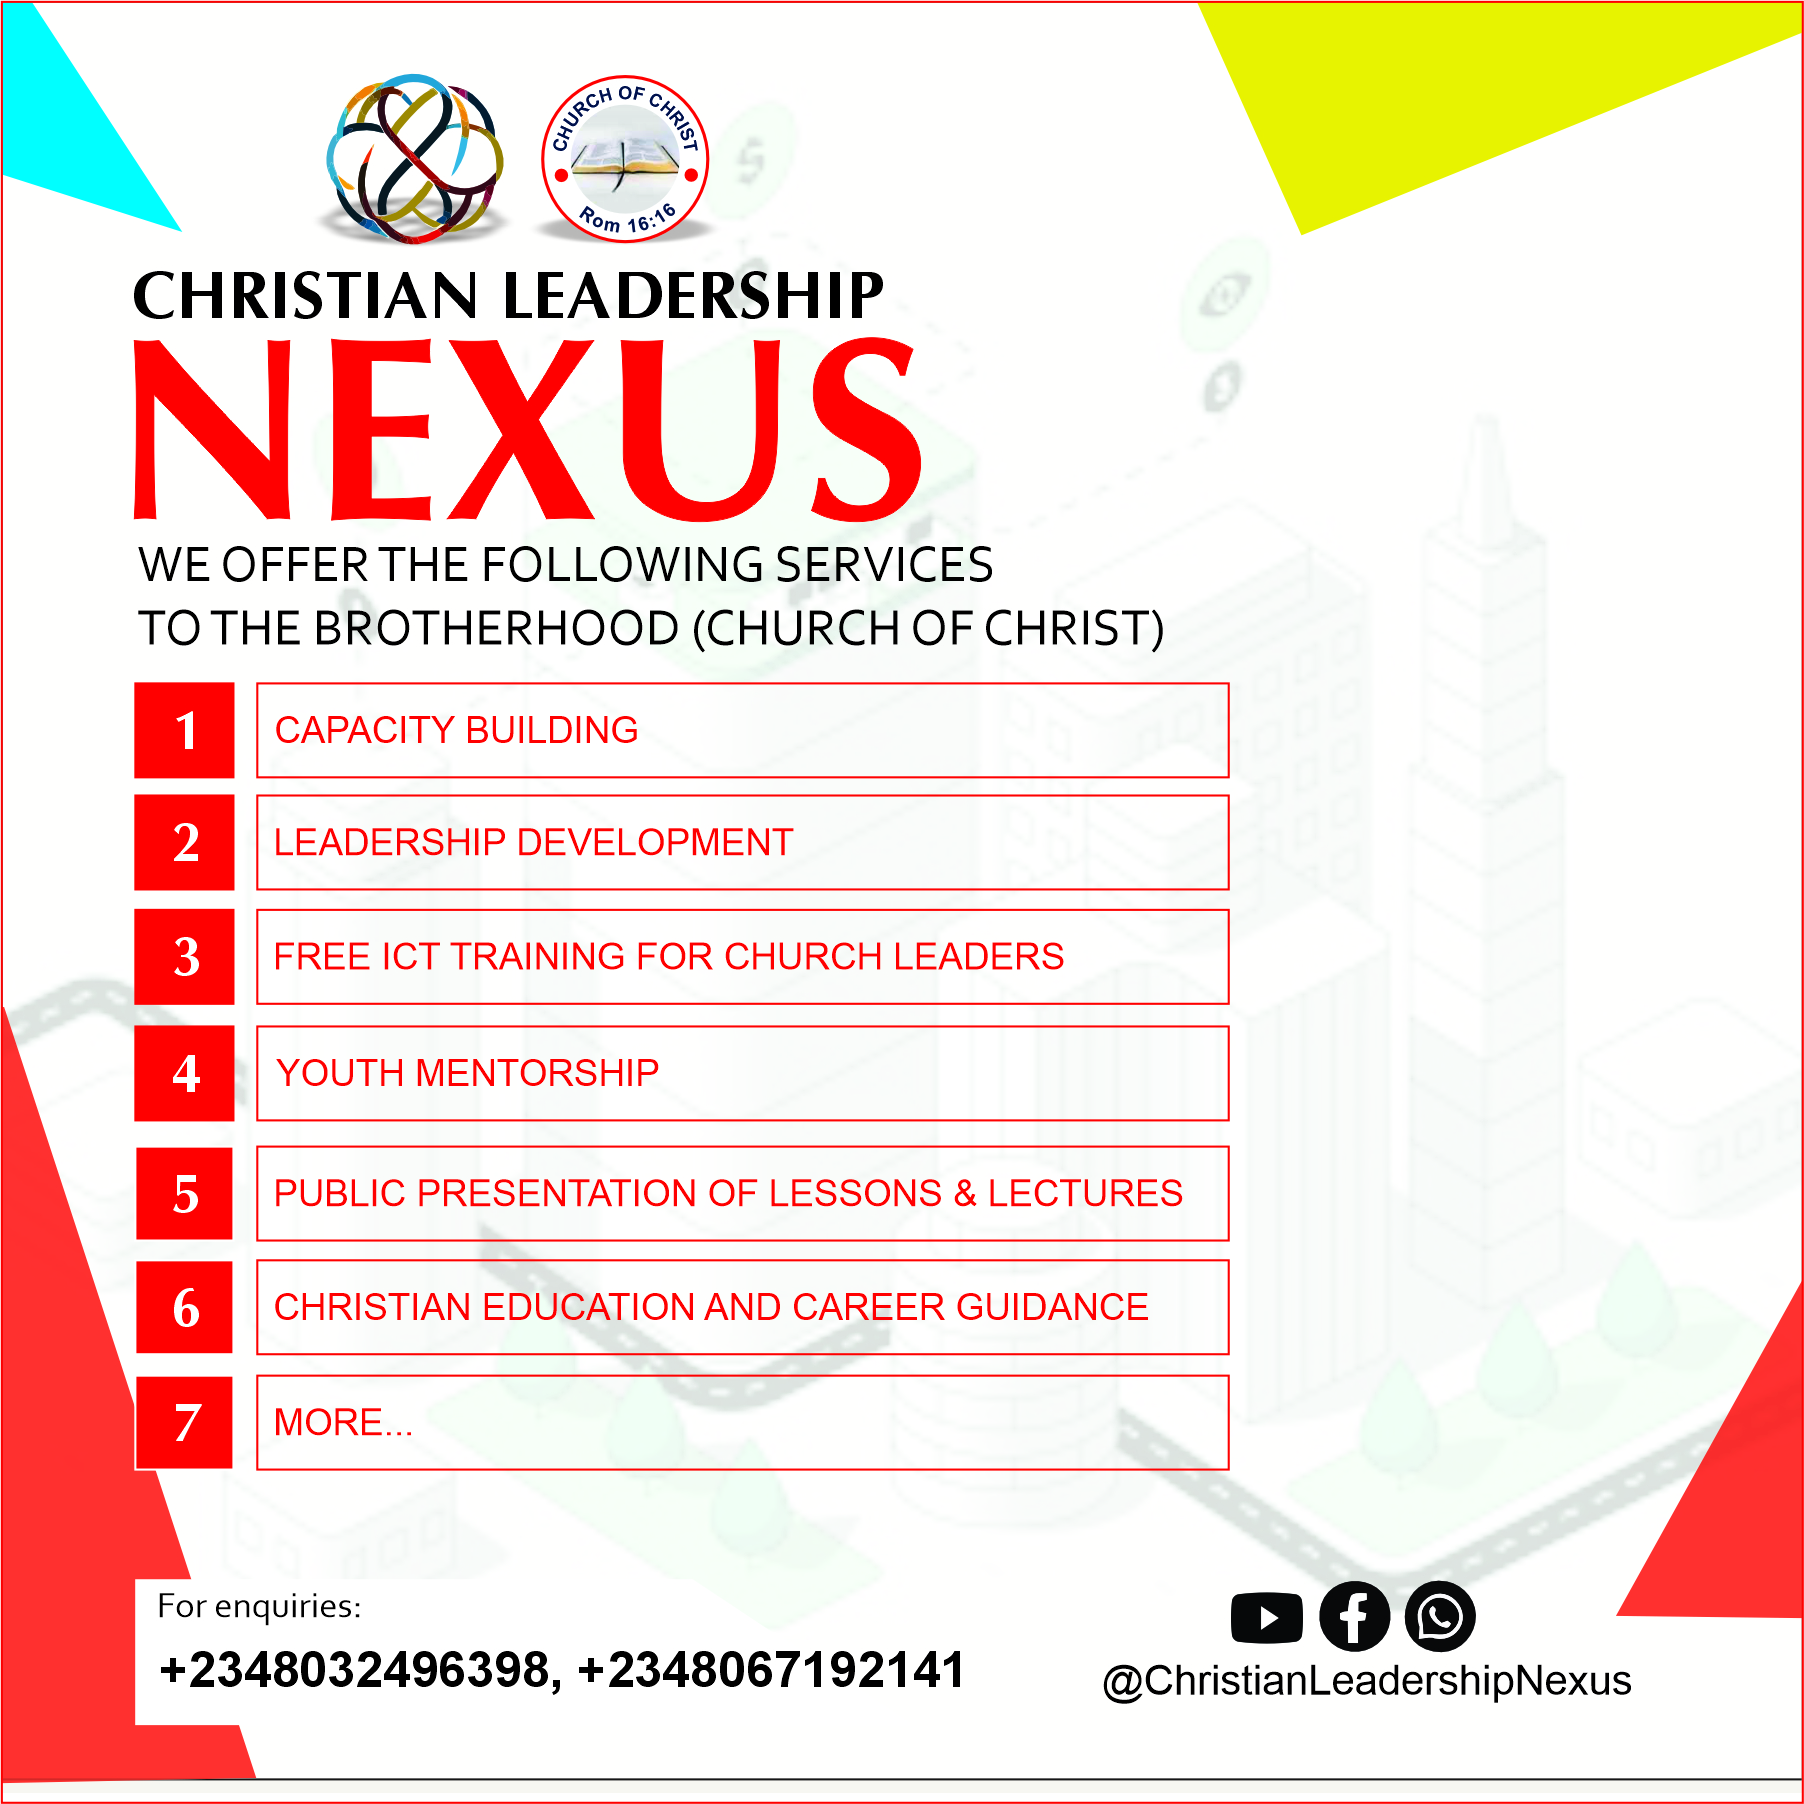 CHURCH OF CHRIST
Rom 16:16
CHRISTIAN LEADERSHIP
NEXUS
WE OFFER THE FOLLOWING SERVICES
TO THE BROTHERHOOD (CHURCH OF CHRIST)
1 CAPACITY BUILDING
2 LEADERSHIP DEVELOPMENT
3 FREE ICT TRAINING FOR CHURCH LEADERS
4 YOUTH MENTORSHIP
5 PUBLIC PRESENTATION OF LESSONS & LECTURES
6 CHRISTIAN EDUCATION AND CAREER GUIDANCE
7 MORE...
For enquiries:
+2348032496398, +2348067192141
@ChristianLeadershipNexus